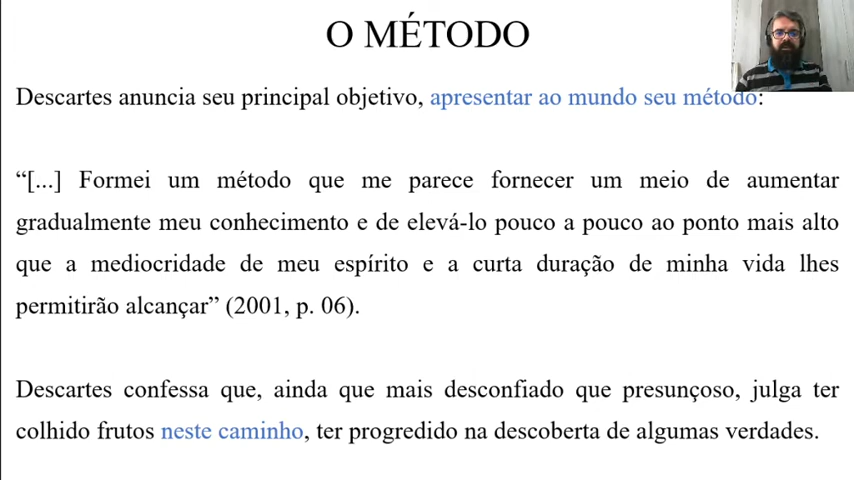 O MÉTODO
Descartes anuncia seu principal objetivo, apresentar ao mundo seu método:
“[...] Formei um método que me parece fornecer um meio de aumentar
gradualmente meu conhecimento e de elevá-lo pouco a pouco ao ponto mais alto
que a mediocridade de meu espírito e a curta duração de minha vida lhes
permitirão alcançar” (2001, p. 06).
Descartes confessa que, ainda que mais desconfiado que presunçoso, julga ter
colhido frutos neste caminho, ter progredido na descoberta de algumas verdades.